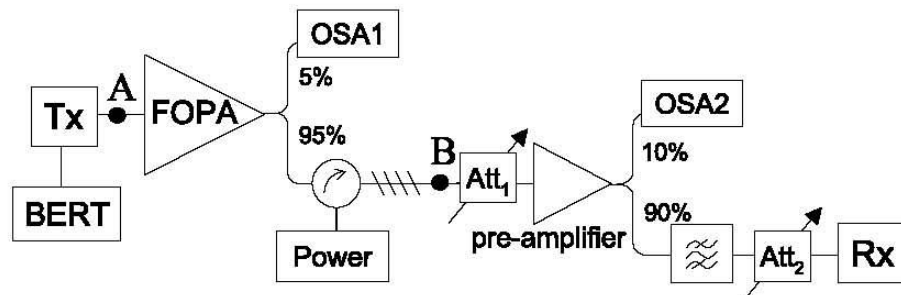 OSA1
A
5%
Tx
FOPA
OSA2
95%
B
10%
Att1
BERT
90%
pre-amplifier
Power
Att2
Rx